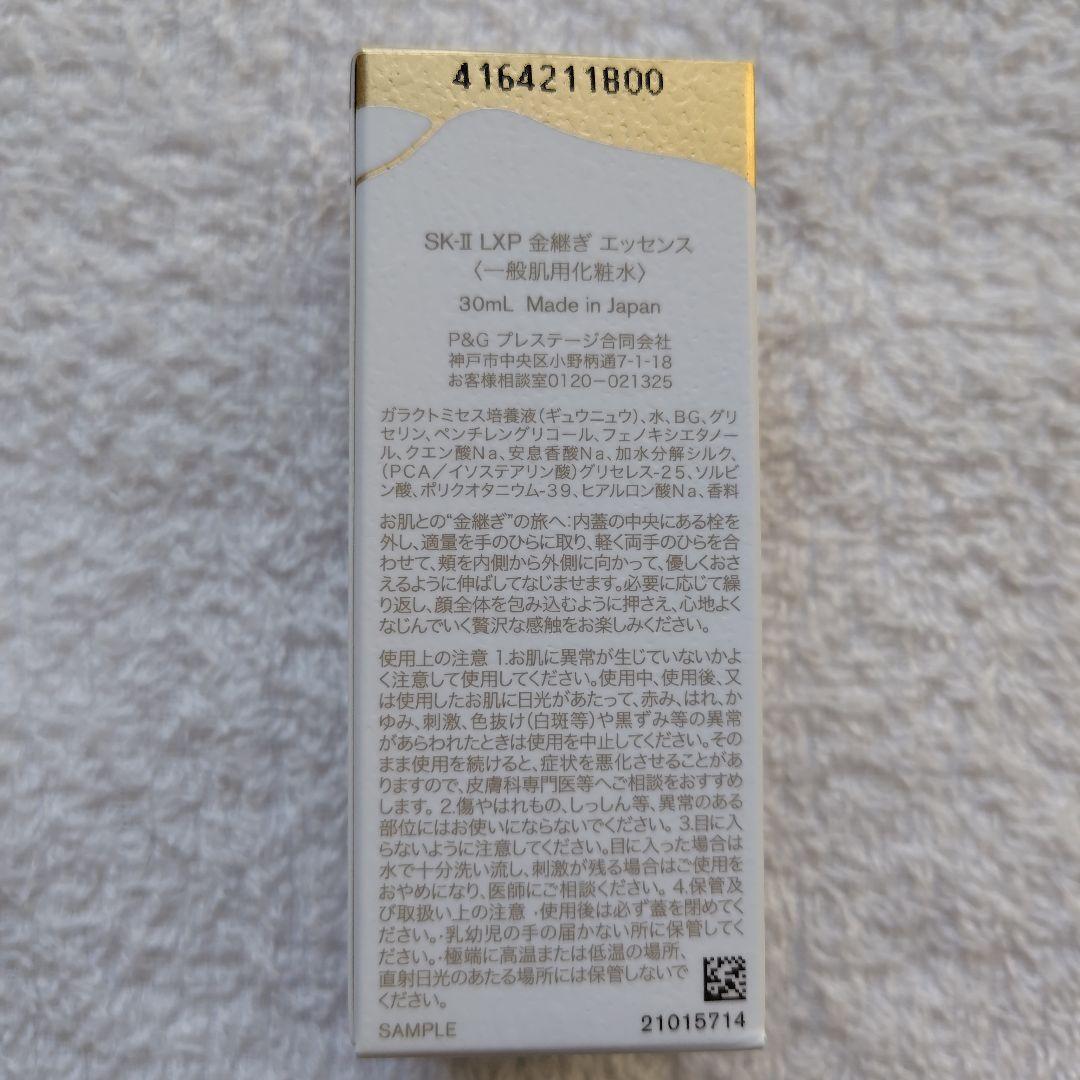 4164211800
SK-II LXP 金継ぎ エッセンス
〈一般肌用化粧水〉
30mL Made in Japan
P&G プレステージ合同会社
神戸市中央区小野柄通7-1-18
お客様相談室0120-021325
ガラクトミセス培養液(ギュウニュウ)、水、BG、グリ
セリン、ペンチレングリコール、フェノキシエタノー
ル、クエン酸Na、安息香酸Na、加水分解シルク、
(PCA/イソステアリン酸)グリセレス-25、ソルビ
ン酸、ポリクオタニウム-39、ヒアルロン酸Na、香料
お肌との“金継ぎ”の旅へ:内蓋の中央にある栓を
外し、適量を手のひらに取り、軽く両手のひらを合
わせて、頬を内側から外側に向かって、優しくおさ
えるように伸ばしてなじませます。必要に応じて繰
り返し、顔全体を包み込むように押さえ、心地よく
なじんでいく贅沢な感触をお楽しみください。
使用上の注意 1.お肌に異常が生じていないかよ
く注意して使用してください。使用中、使用後、又
は使用したお肌に日光があたって、赤み、はれ、か
ゆみ、刺激、色抜け(白斑等)や黒ずみ等の異常
があらわれたときは使用を中止してください。その
まま使用を続けると、症状を悪化させることがあ
りますので、皮膚科専門医等へご相談をおすすめ
します。 2.傷やはれもの、しっしん等、異常のある
部位にはお使いにならないでください。 3.目に入
らないように注意してください。目に入った場合は
水で十分洗い流し、刺激が残る場合はご使用を
おやめになり、医師にご相談ください。 4.保管及
び取扱い上の注意 ・使用後は必ず蓋を閉めてく
ださい。・乳幼児の手の届かない所に保管してく
ださい。・極端に高温または低温の場所、
直射日光のあたる場所には保管しないで
ください。
SAMPLE
21015714